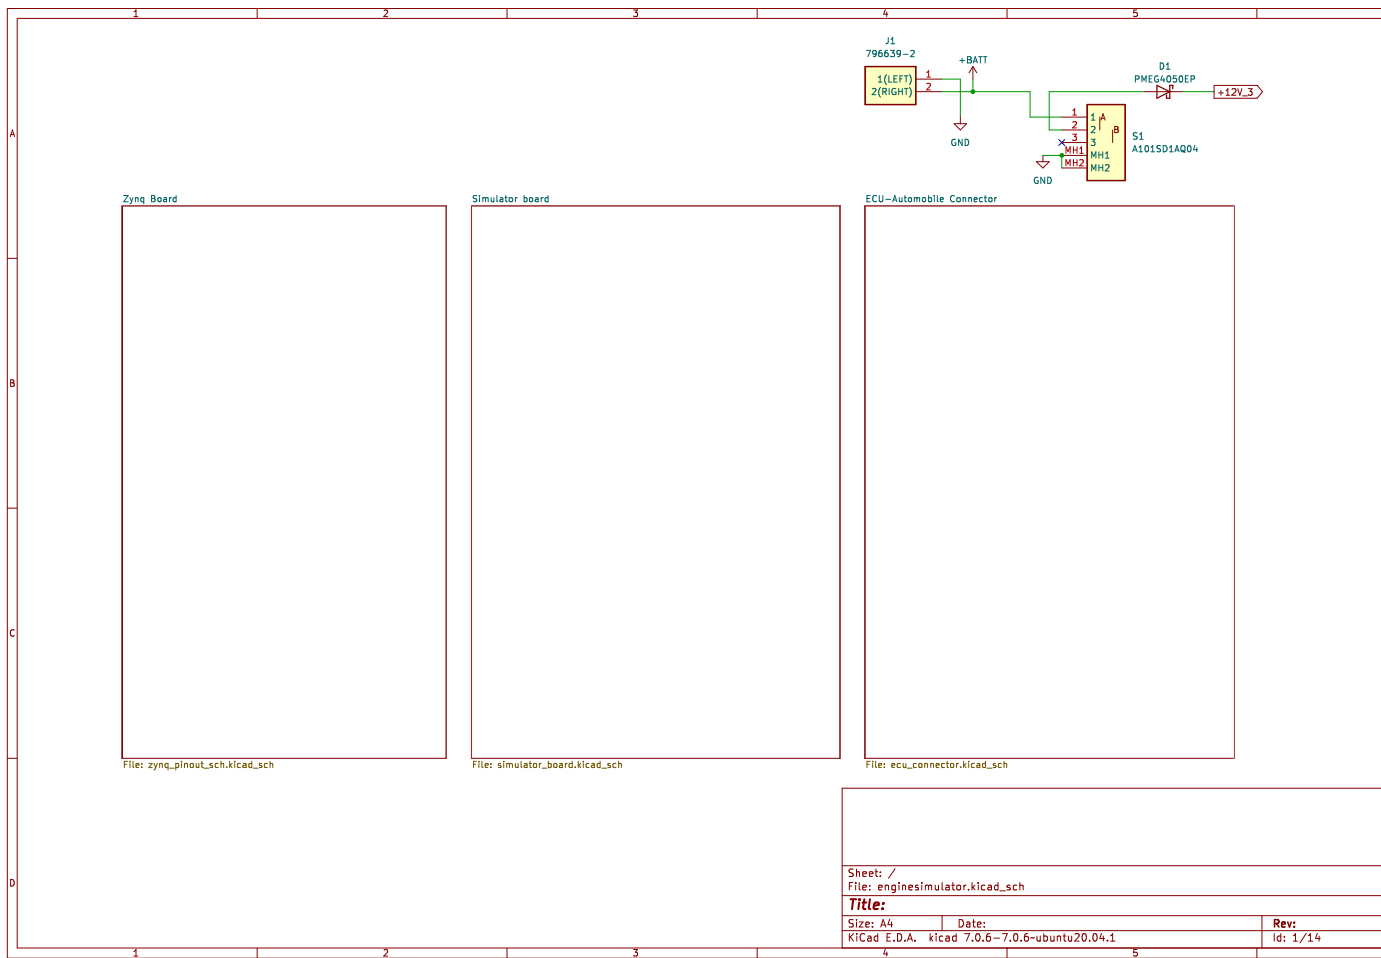 1 2 3 4 5
J1
796639-2
1(LEFT) 1
2(RIGHT) 2
+BATT
GND
D1
PMEG4050EP
+12V_3
1 1 A
2 2 B
3 3
MH1 MH1
MH2 MH2
S1
A101SD1AQ04
GND
A
Zynq Board
Simulator board
ECU-Automobile Connector
B
C
File: zynq_pinout_sch.kicad_sch
File: simulator_board.kicad_sch
File: ecu_connector.kicad_sch
D
Sheet: /
File: enginesimulator.kicad_sch
Title:
Size: A4 Date: Rev:
KiCad E.D.A. kicad 7.0.6-7.0.6~ubuntu20.04.1 Id: 1/14
1 2 3 4 5